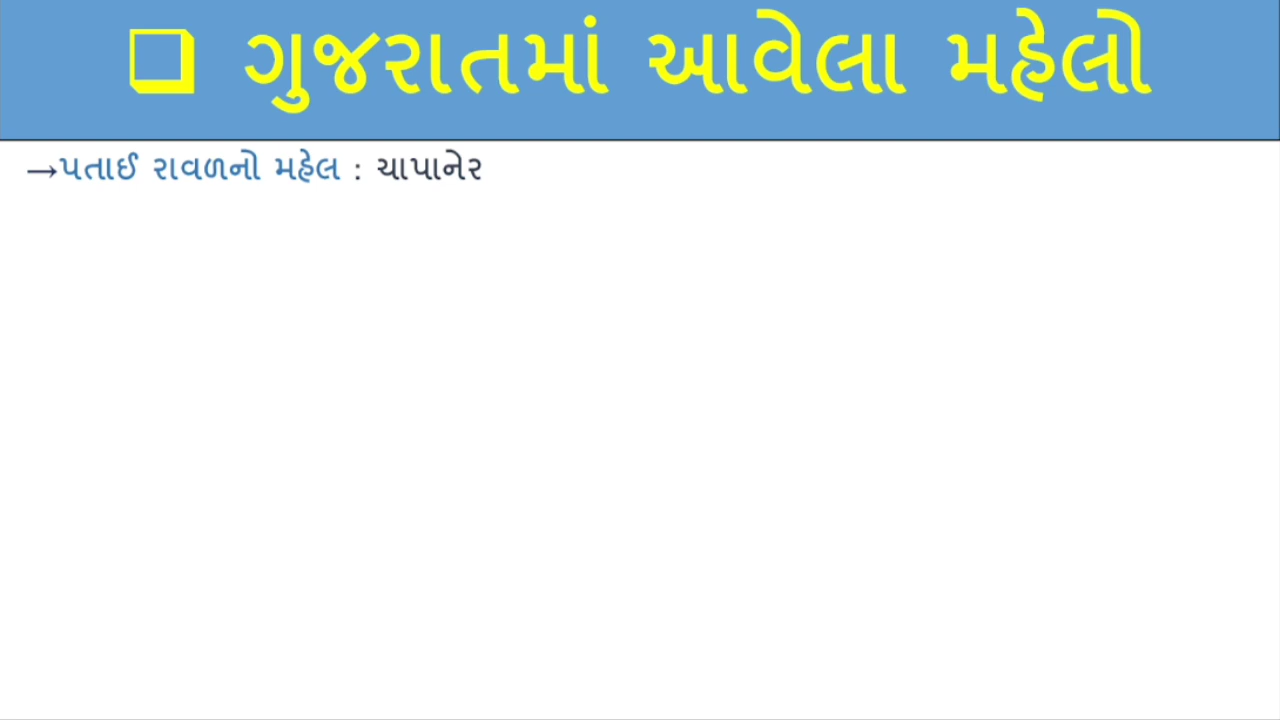 ❑ ગુજરાતમાં આવેલા મહેલો
→પતાઈ રાવળનો મહેલ : ચાપાનેર